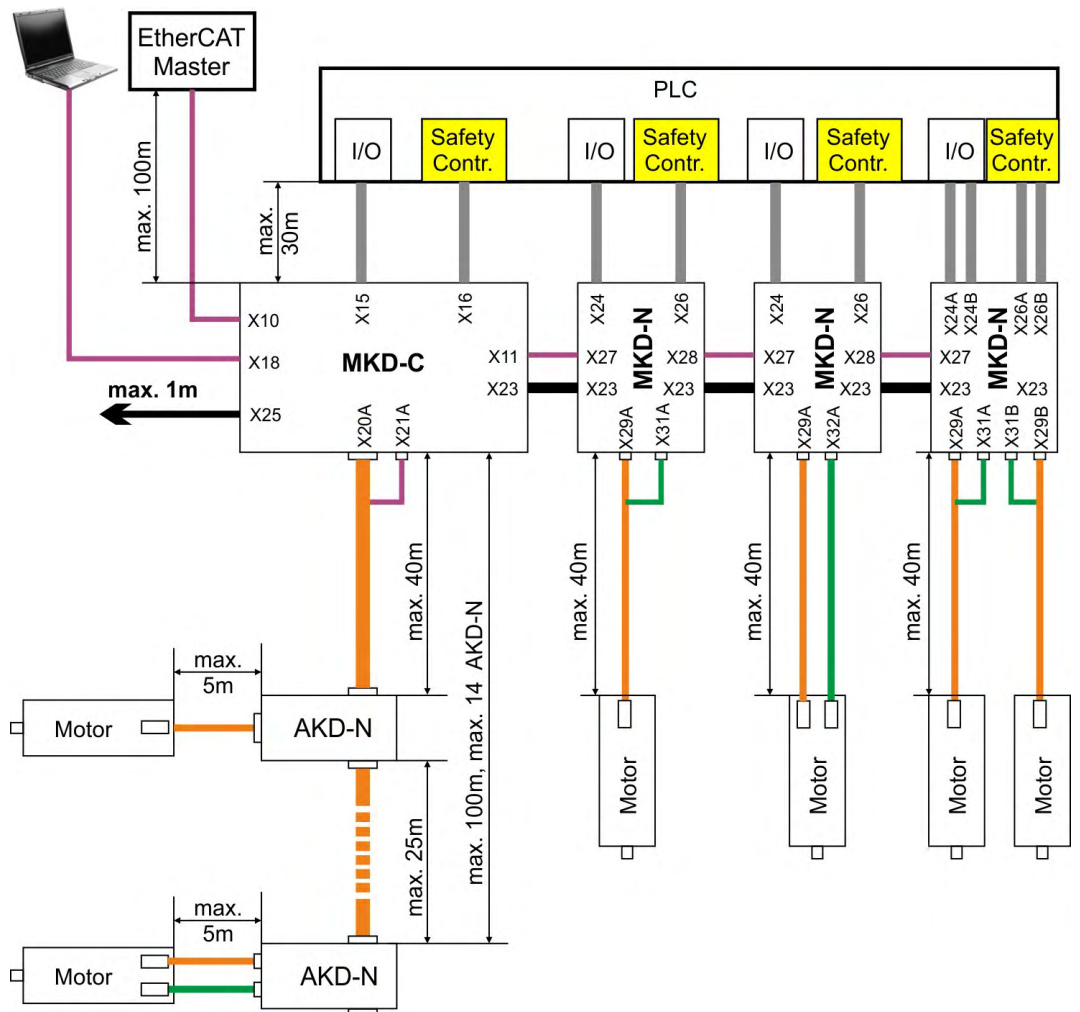 EtherCAT
Master
PLC
I/O
Safety
Contr.
I/O
Safety
Contr.
I/O
Safety
Contr.
I/O
Safety
Contr.
max. 100m
max.
30m
X15
X16
X10
X18
MKD-C
X11
X23
X25
X20A
X21A
max. 1m
X24
X26
X27
MKD-N
X28
X23
X23
X29A
X31A
X24
X26
X27
MKD-N
X28
X23
X23
X29A
X32A
X24A
X24B
X26A
X26B
X27
MKD-N
X23
X23
X29A
X31A
X31B
X29B
max. 40m
max. 100m, max. 14 AKD-N
max. 40m
max. 40m
max. 40m
max.
5m
Motor
AKD-N
Motor
Motor
Motor
Motor
max. 25m
max.
5m
Motor
AKD-N